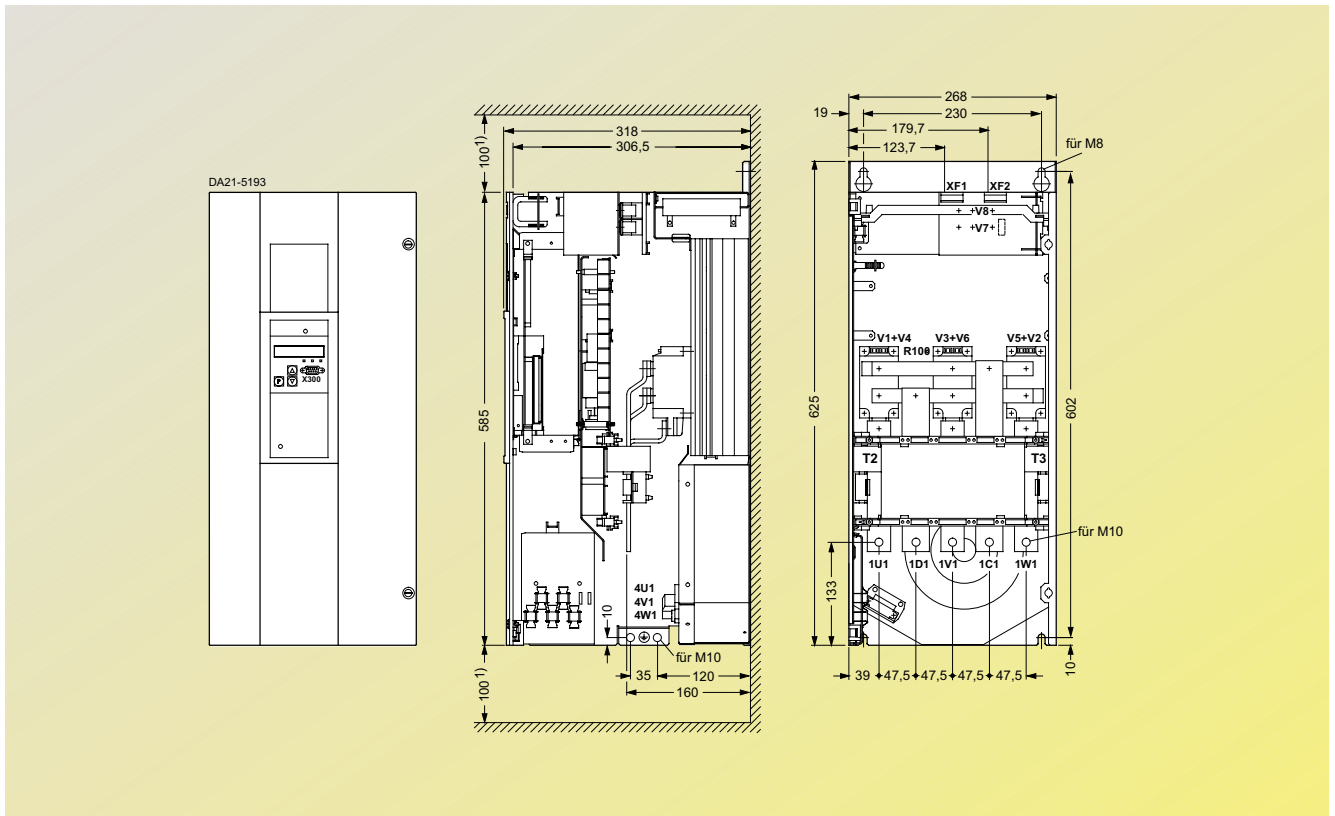 DA21-5193
X300
P
100 1)
318
306,5
585
4U1
4V1
4W1
10
für M10
35
120
160
100 1)
268
19
230
179,7
123,7
für M8
XF1 XF2
V8
V7
V1+V4 V3+V6 V5+V2
R100
625
602
T2 T3
für M10
1U1 1D1 1V1 1C1 1W1
133
39 47,5 47,5 47,5 47,5
10